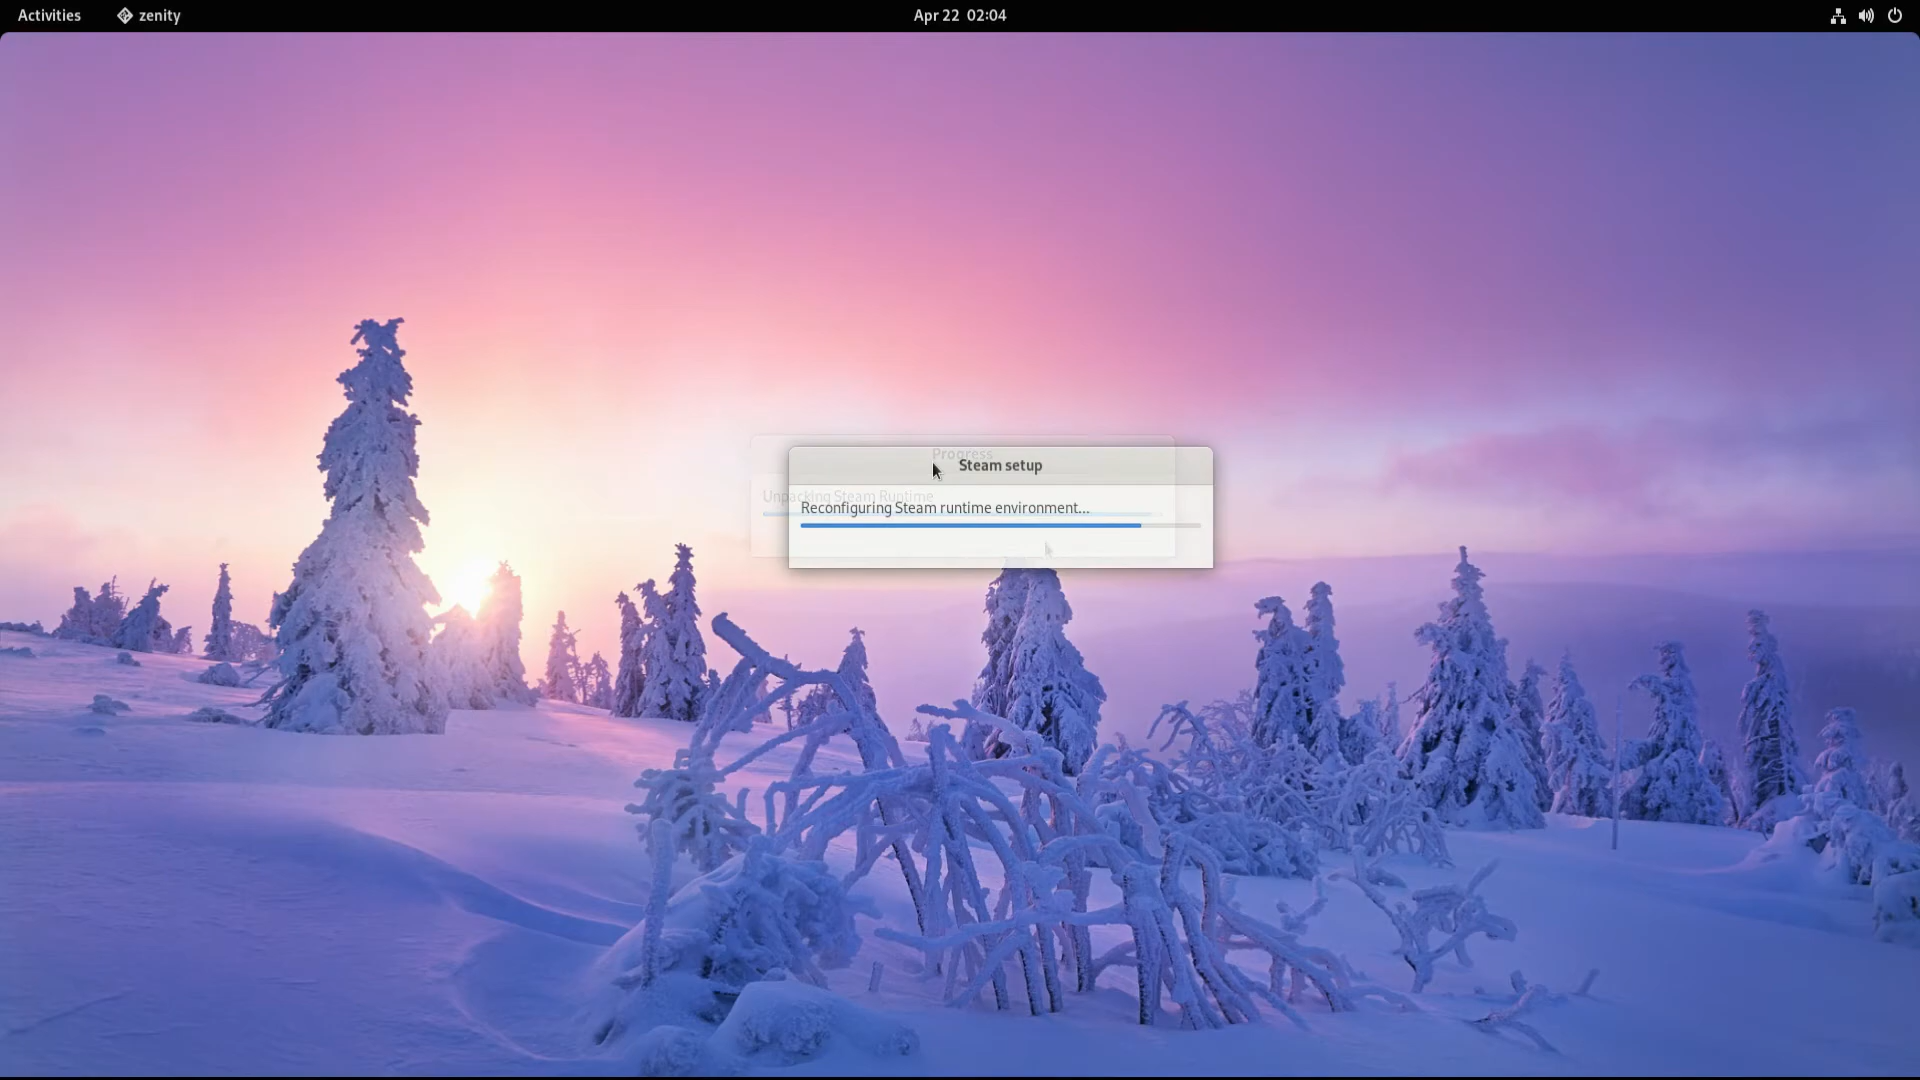 Activities
zenity
Apr 22 02:04
Progress
Steam setup
Unpacking Steam Runtime
Reconfiguring Steam runtime environment...